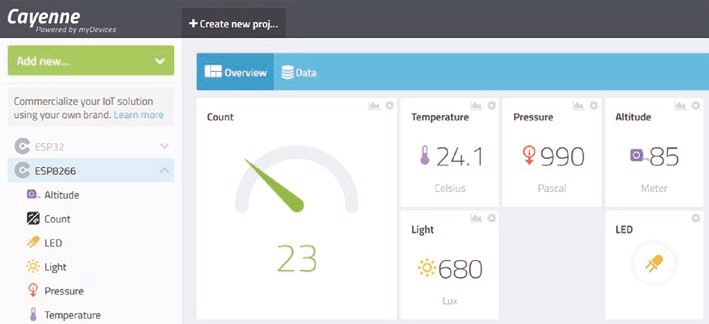 Cayenne
Powered by myDevices
+ Create new proj...
Add new...
Commercialize your IoT solution
using your own brand. Learn more
ESP32
ESP8266
Altitude
Count
LED
Light
Pressure
Temperature
Overview
Data
Count
23
Temperature
24.1
Celsius
Pressure
990
Pascal
Altitude
85
Meter
Light
680
Lux
LED